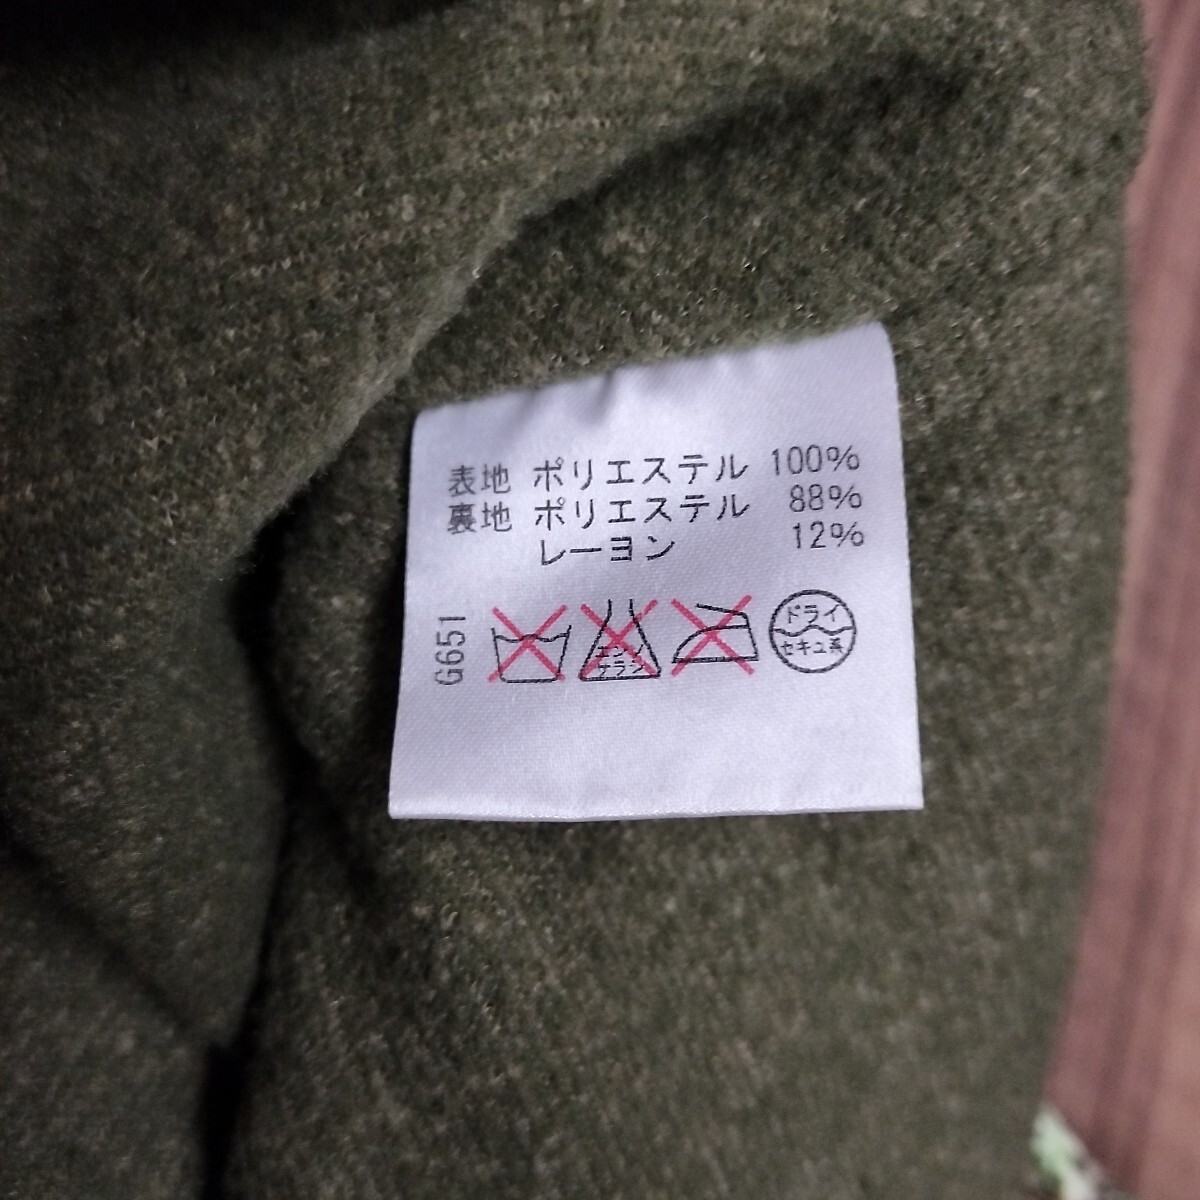 表地 ポリエステル 100%
裏地 ポリエステル 88%
レーヨン 12%
G651
エンソ
サラシ
ドライ
セキユ系